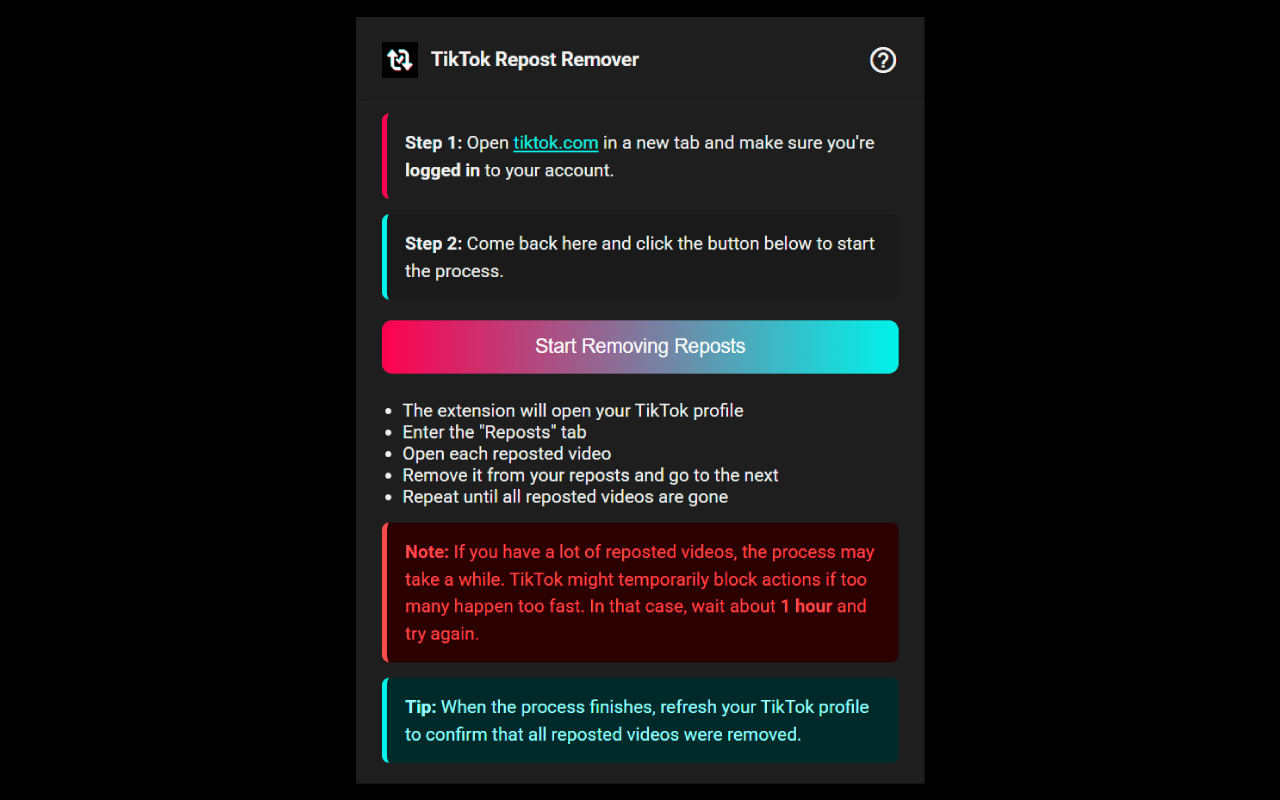 TikTok Repost Remover
Step 1: Open tiktok.com in a new tab and make sure you're
logged in to your account.
Step 2: Come back here and click the button below to start
the process.
Start Removing Reposts
• The extension will open your TikTok profile
• Enter the "Reposts" tab
• Open each reposted video
• Remove it from your reposts and go to the next
• Repeat until all reposted videos are gone
Note: If you have a lot of reposted videos, the process may
take a while. TikTok might temporarily block actions if too
many happen too fast. In that case, wait about 1 hour and
try again.
Tip: When the process finishes, refresh your TikTok profile
to confirm that all reposted videos were removed.